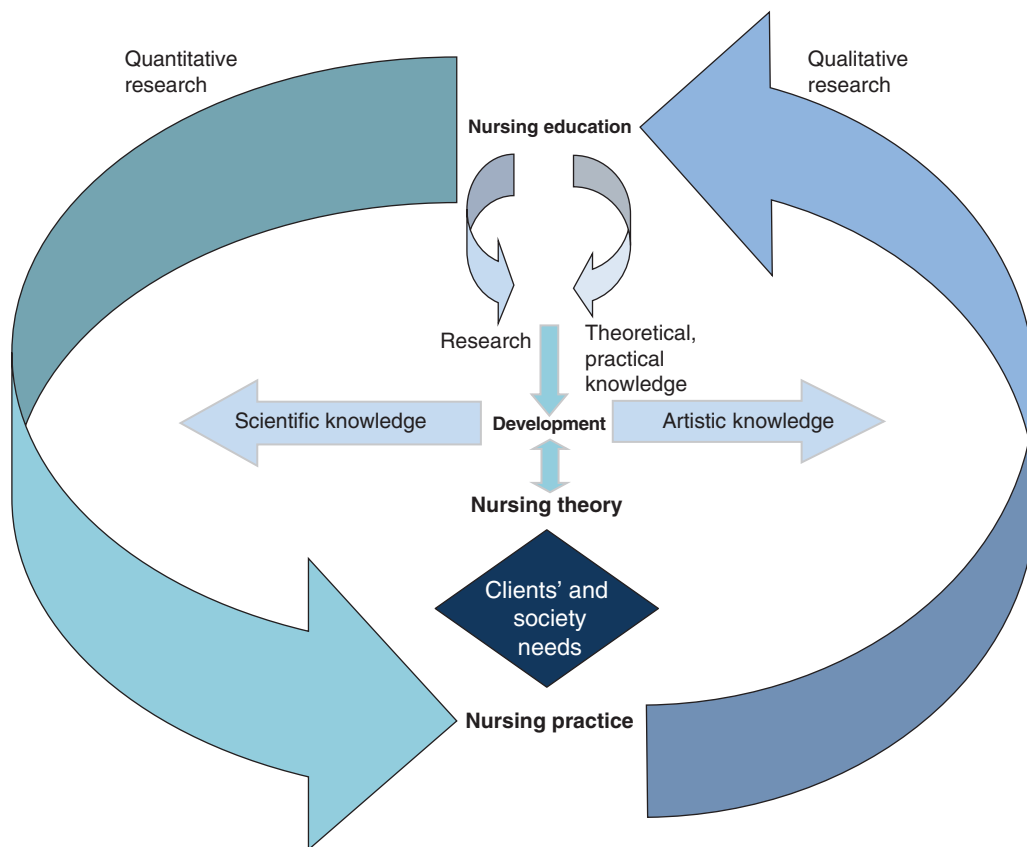 Quantitative
research
Qualitative
research
Nursing education
Research
Theoretical,
practical
knowledge
Scientific knowledge
Development
Artistic knowledge
Nursing theory
Clients’ and
society
needs
Nursing practice